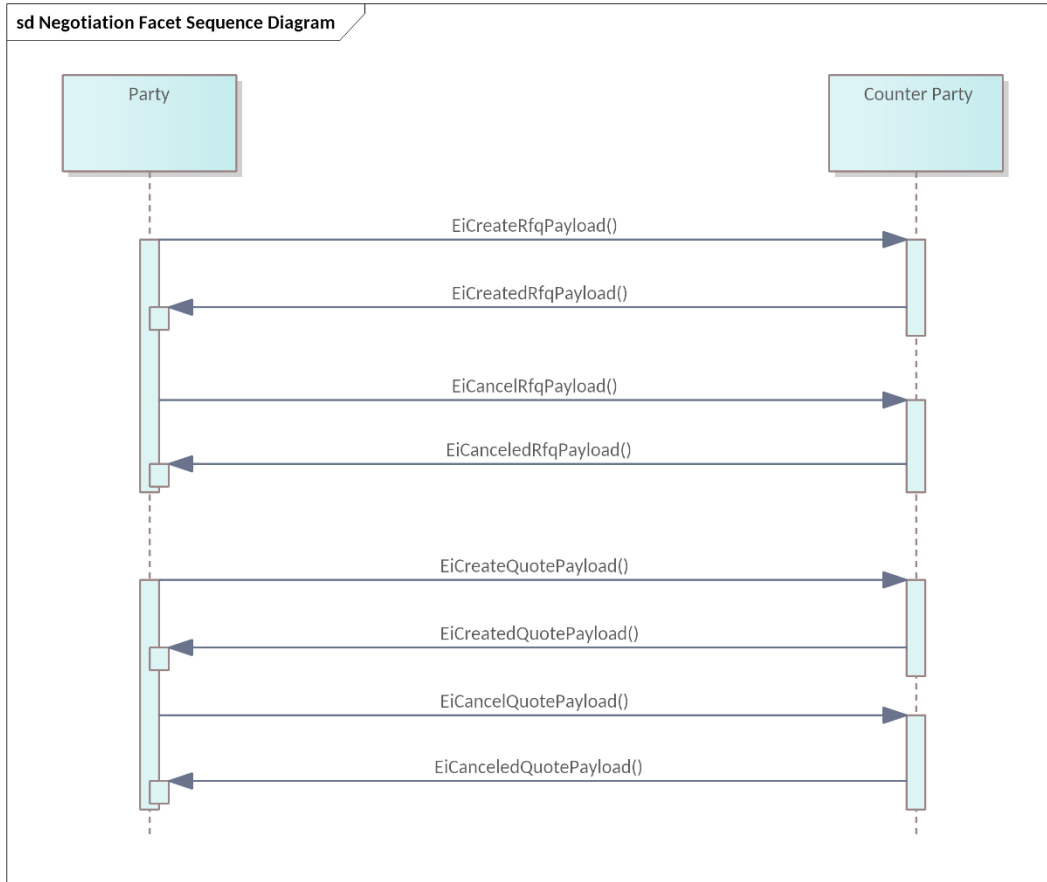 sd Negotiation Facet Sequence Diagram
Party
Counter Party
EiCreateRfqPayload()
EiCreatedRfqPayload()
EiCancelRfqPayload()
EiCanceledRfqPayload()
EiCreateQuotePayload()
EiCreatedQuotePayload()
EiCancelQuotePayload()
EiCanceledQuotePayload()